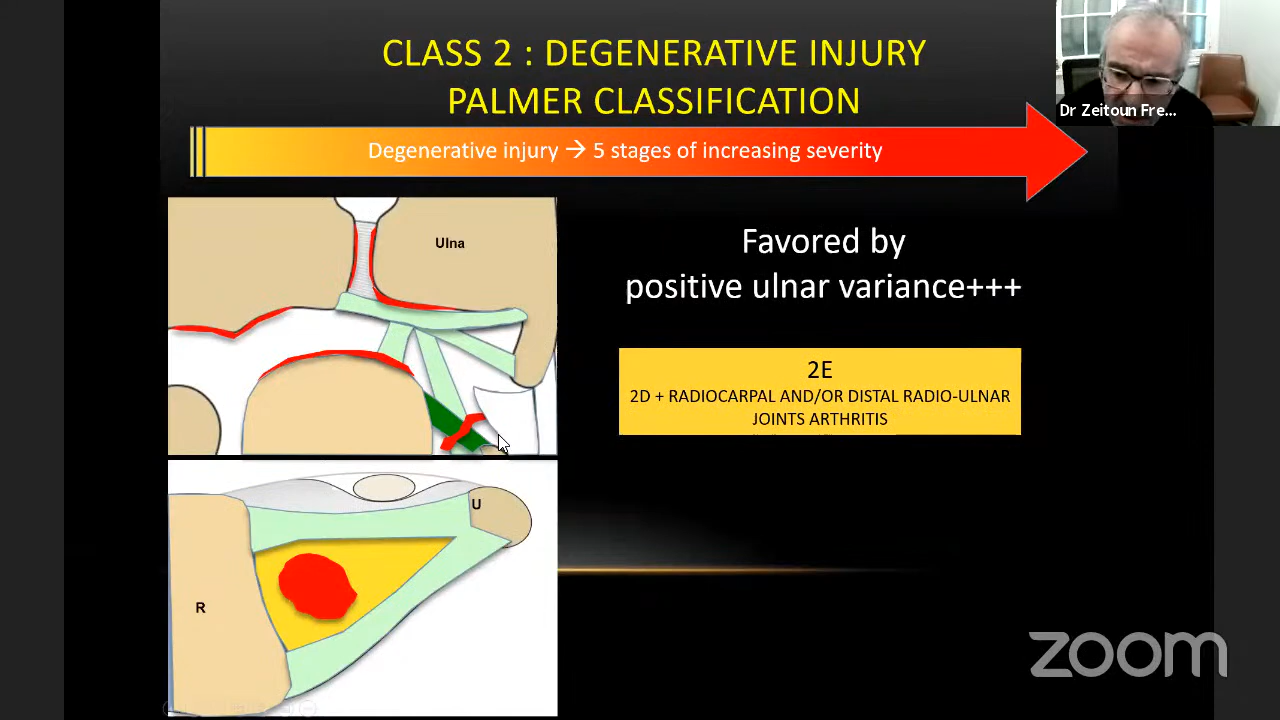 CLASS 2 : DEGENERATIVE INJURY
PALMER CLASSIFICATION
Dr Zeitoun Fre...
Degenerative injury → 5 stages of increasing severity
Ulna
Favored by
positive ulnar variance+++
2E
2D + RADIOCARPAL AND/OR DISTAL RADIO-ULNAR
JOINTS ARTHRITIS
U
R
zoom